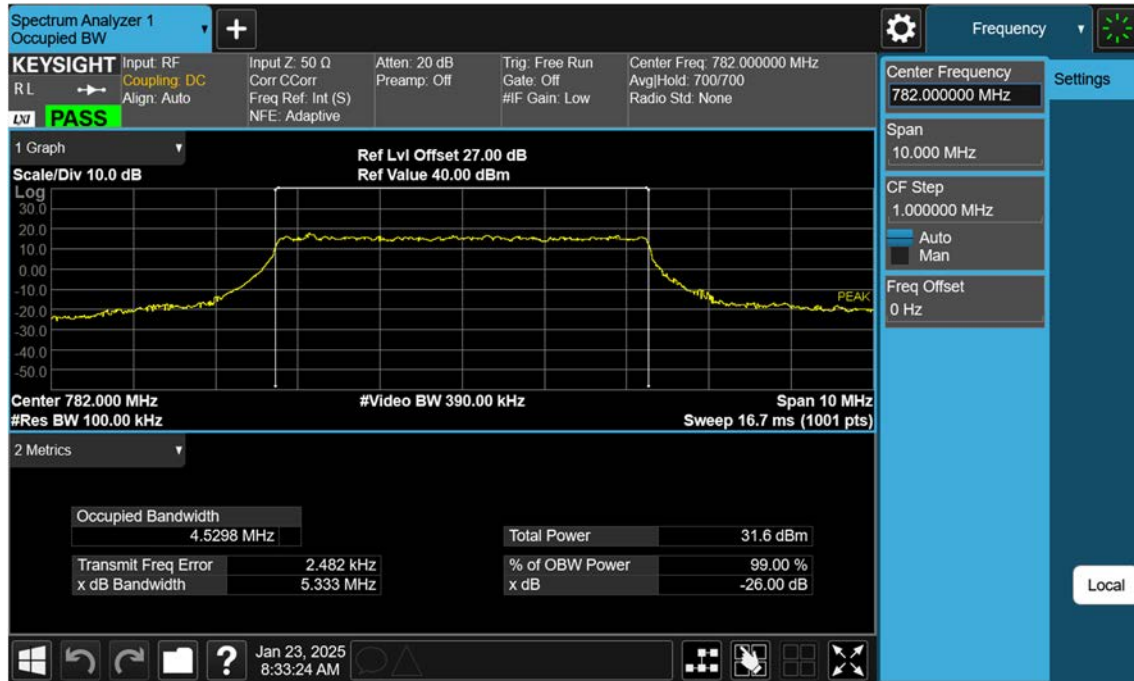 Spectrum Analyzer 1
Occupied BW
Frequency
KEYSIGHT
RL
LXI
PASS
Input: RF
Coupling: DC
Align: Auto
Input Z: 50 Ω
Corr CCorr
Freq Ref: Int (S)
NFE: Adaptive
Atten: 20 dB
Preamp: Off
Trig: Free Run
Gate: Off
#IF Gain: Low
Center Freq: 782.000000 MHz
Avg|Hold: 700/700
Radio Std: None
1 Graph
Scale/Div 10.0 dB
Ref Lvl Offset 27.00 dB
Ref Value 40.00 dBm
Log
30.0
20.0
10.0
0.00
-10.0
-20.0
-30.0
-40.0
-50.0
PEAK
Center 782.000 MHz
#Video BW 390.00 kHz
Span 10 MHz
#Res BW 100.00 kHz
Sweep 16.7 ms (1001 pts)
2 Metrics
Occupied Bandwidth
4.5298 MHz
Total Power 31.6 dBm
Transmit Freq Error 2.482 kHz
% of OBW Power 99.00 %
x dB Bandwidth 5.333 MHz
x dB -26.00 dB
Center Frequency
782.000000 MHz
Settings
Span
10.000 MHz
CF Step
1.000000 MHz
Auto
Man
Freq Offset
0 Hz
Local
?
Jan 23, 2025
8:33:24 AM